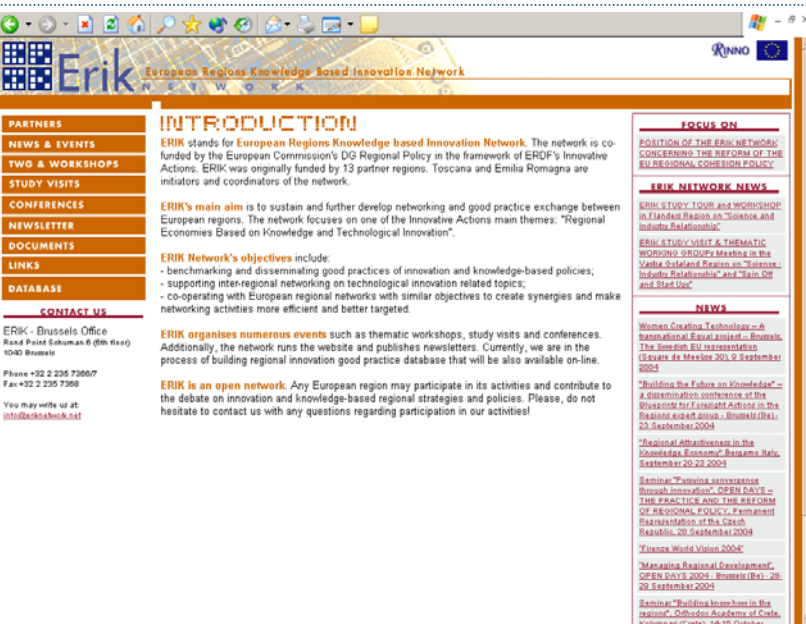 Erik
European Regions Knowledge Based Innovation Network
NETWORK
RINNO
PARTNERS
NEWS & EVENTS
TWG & WORKSHOPS
STUDY VISITS
CONFERENCES
NEWSLETTER
DOCUMENTS
LINKS
DATABASE
CONTACT US
ERIK - Brussels Office
Rond Point Schuman 6 (6th floor)
1040 Brussels
Phone +32 2 235 7366/7
Fax +32 2 235 7368
You may write us at:
info@eriknetwork.net
INTRODUCTION
ERIK stands for European Regions Knowledge based Innovation Network. The network is co-
funded by the European Commission's DG Regional Policy in the framework of ERDF's Innovative
Actions. ERIK was originally funded by 13 partner regions. Toscana and Emilia Romagna are
initiators and coordinators of the network.
ERIK's main aim is to sustain and further develop networking and good practice exchange between
European regions. The network focuses on one of the Innovative Actions main themes: "Regional
Economies Based on Knowledge and Technological Innovation".
ERIK Network's objectives include:
- benchmarking and disseminating good practices of innovation and knowledge-based policies;
- supporting inter-regional networking on technological innovation related topics;
- co-operating with European regional networks with similar objectives to create synergies and make
networking activities more efficient and better targeted.
ERIK organises numerous events such as thematic workshops, study visits and conferences.
Additionally, the network runs the website and publishes newsletters. Currently, we are in the
process of building regional innovation good practice database that will be also available on-line.
ERIK is an open network. Any European region may participate in its activities and contribute to
the debate on innovation and knowledge-based regional strategies and policies. Please, do not
hesitate to contact us with any questions regarding participation in our activities!
FOCUS ON
POSITION OF THE ERIK NETWORK
CONCERNING THE REFORM OF THE
EU REGIONAL COHESION POLICY
ERIK NETWORK NEWS
ERIK STUDY TOUR and WORKSHOP
in Flanders Region on "Science and
Industry Relationship"
ERIK STUDY VISIT & THEMATIC
WORKING GROUPs Meeting in the
Vastra Gotaland Region on "Science -
Industry Relationship" and "Spin Off
and Start Ups"
NEWS
Women Creating Technology – A
transnational Equal project – Brussels,
The Swedish EU representation
(Square de Meeûse 30), 9 September
2004
"Building the Future on Knowledge" –
a dissemination conference of the
Blueprints for Foresight Actions in the
Regions expert group - Brussels (Be) -
23 September 2004
"Regional Attractiveness in the
Knowledge Economy" Bergamo Italy,
September 20-23 2004
Seminar "Pursuing convergence
through innovation", OPEN DAYS –
THE PRACTICE AND THE REFORM
OF REGIONAL POLICY, Permanent
Representation of the Czech
Republic, 28 September 2004
"Firenze World Vision 2004"
"Managing Regional Development",
OPEN DAYS 2004 - Brussels (Be) - 28-
29 September 2004
Seminar "Building knowhow in the
regions", Orthodox Academy of Crete,
Kolympari (Crete), 14-15 October